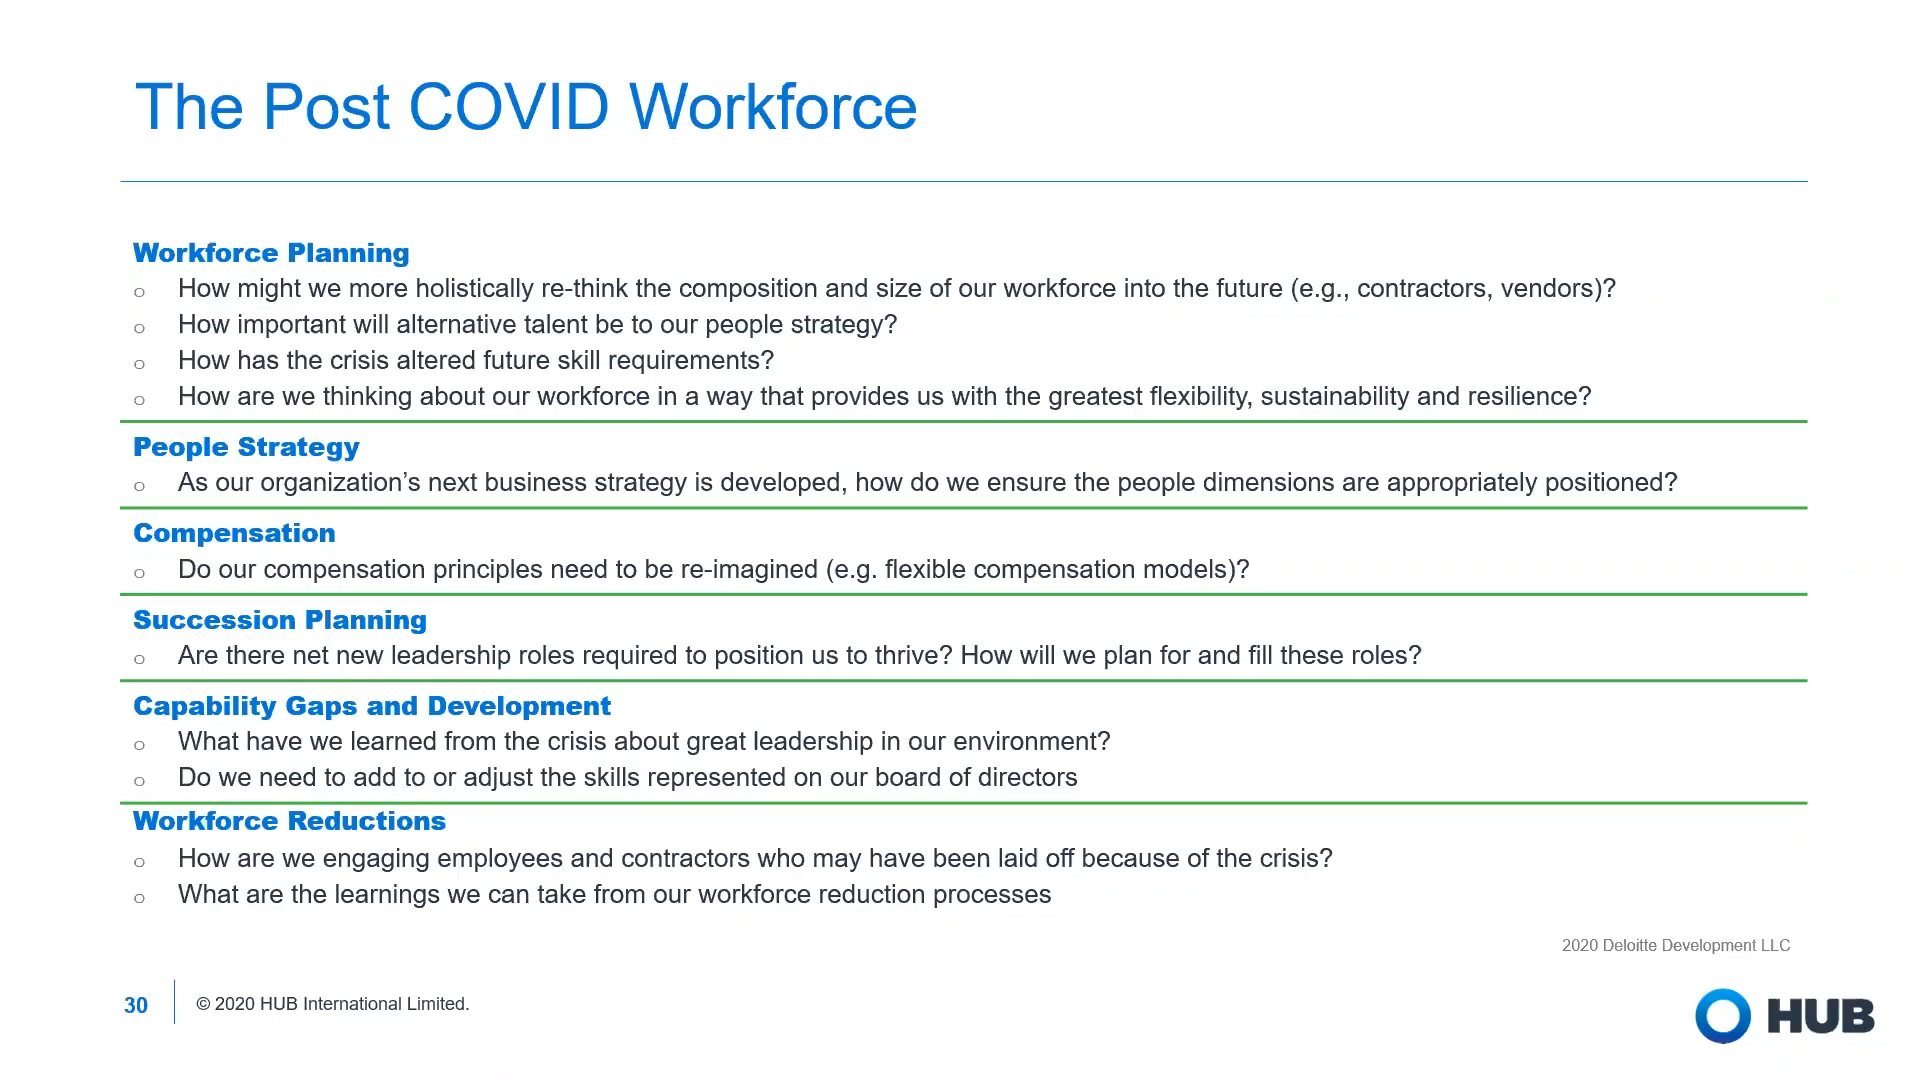 The Post COVID Workforce
Workforce Planning
o How might we more holistically re-think the composition and size of our workforce into the future (e.g., contractors, vendors)?
o How important will alternative talent be to our people strategy?
o How has the crisis altered future skill requirements?
o How are we thinking about our workforce in a way that provides us with the greatest flexibility, sustainability and resilience?
People Strategy
o As our organization’s next business strategy is developed, how do we ensure the people dimensions are appropriately positioned?
Compensation
o Do our compensation principles need to be re-imagined (e.g. flexible compensation models)?
Succession Planning
o Are there net new leadership roles required to position us to thrive? How will we plan for and fill these roles?
Capability Gaps and Development
o What have we learned from the crisis about great leadership in our environment?
o Do we need to add to or adjust the skills represented on our board of directors
Workforce Reductions
o How are we engaging employees and contractors who may have been laid off because of the crisis?
o What are the learnings we can take from our workforce reduction processes
2020 Deloitte Development LLC
30 © 2020 HUB International Limited.
HUB